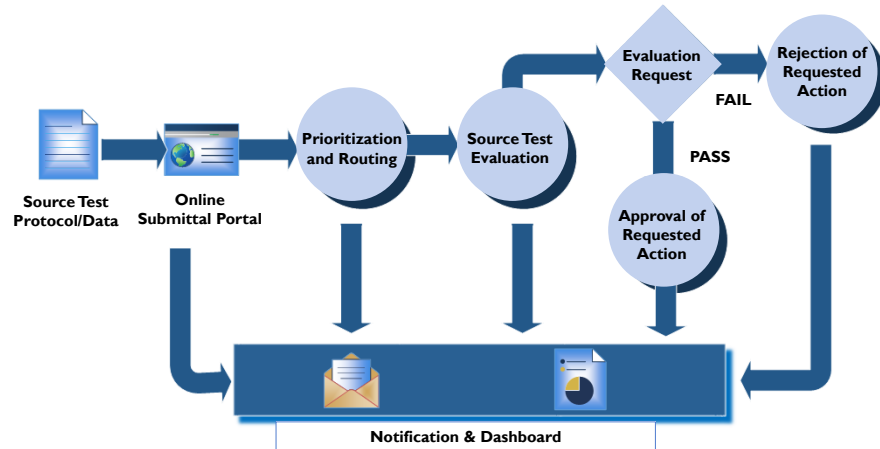 Source Test
Protocol/Data
Online
Submittal Portal
Prioritization
and Routing
Source Test
Evaluation
Evaluation
Request
FAIL
Rejection of
Requested
Action
PASS
Approval of
Requested
Action
Notification & Dashboard